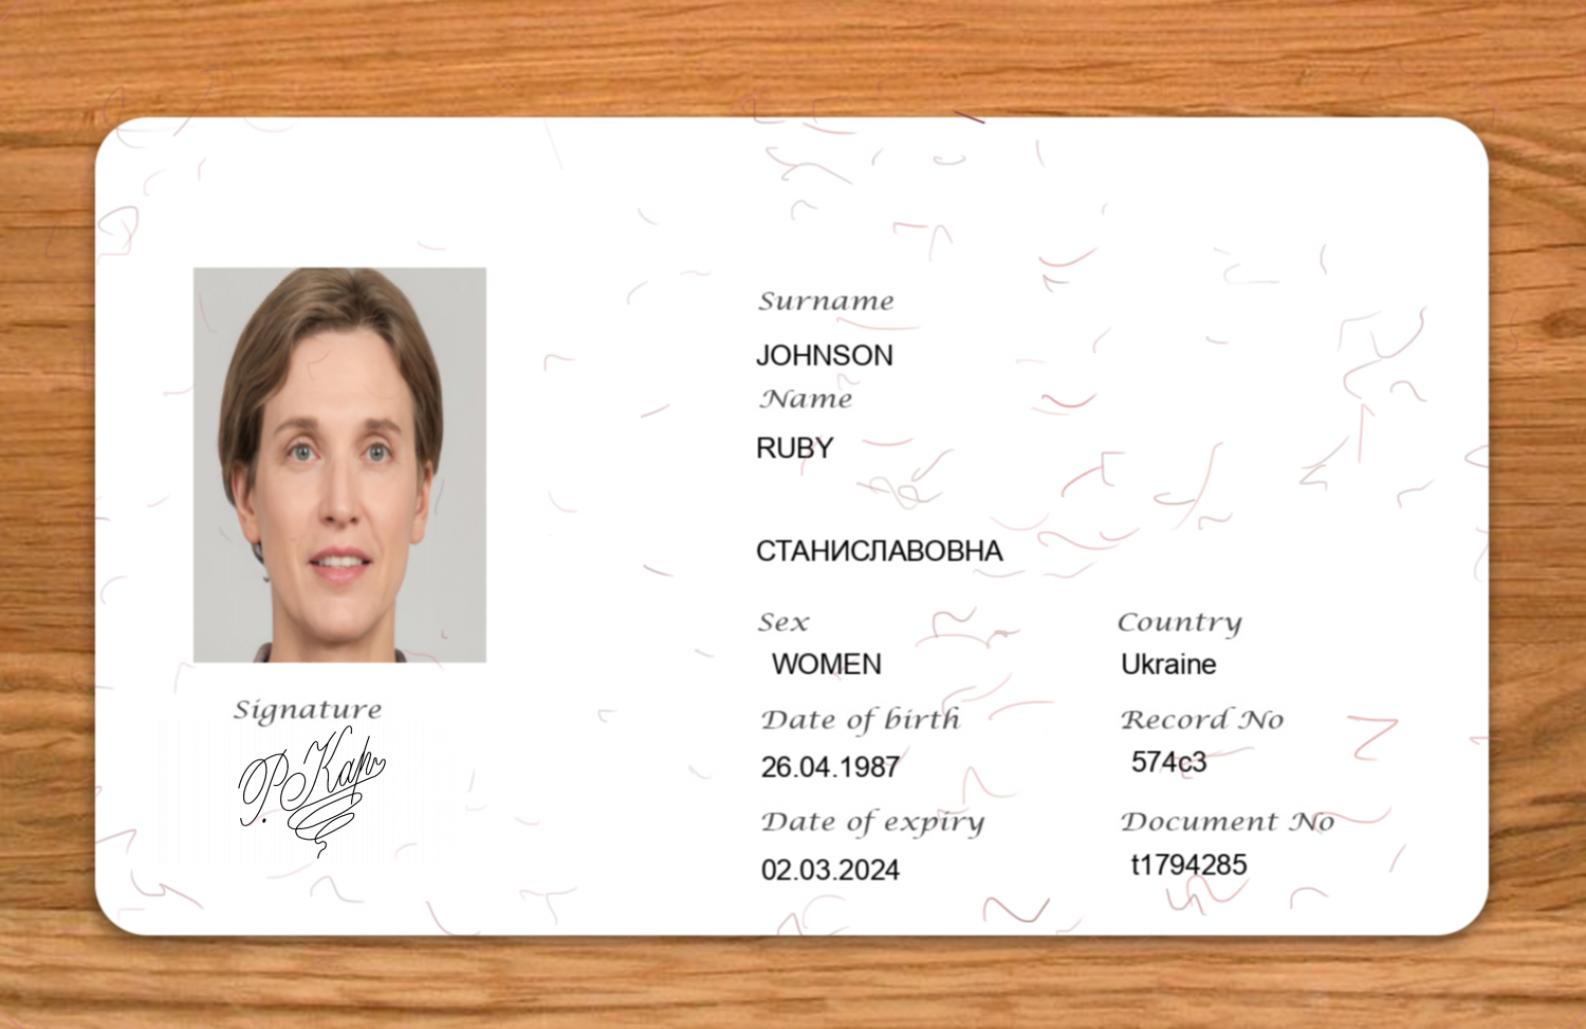 Surname
JOHNSON
Name
RUBY
СТАНИСЛАВОВНА
Sex
Country
WOMEN
Ukraine
Date of birth
Record No
26.04.1987
574c3
Date of expiry
Document No
02.03.2024
t1794285
Signature
Р. Кар